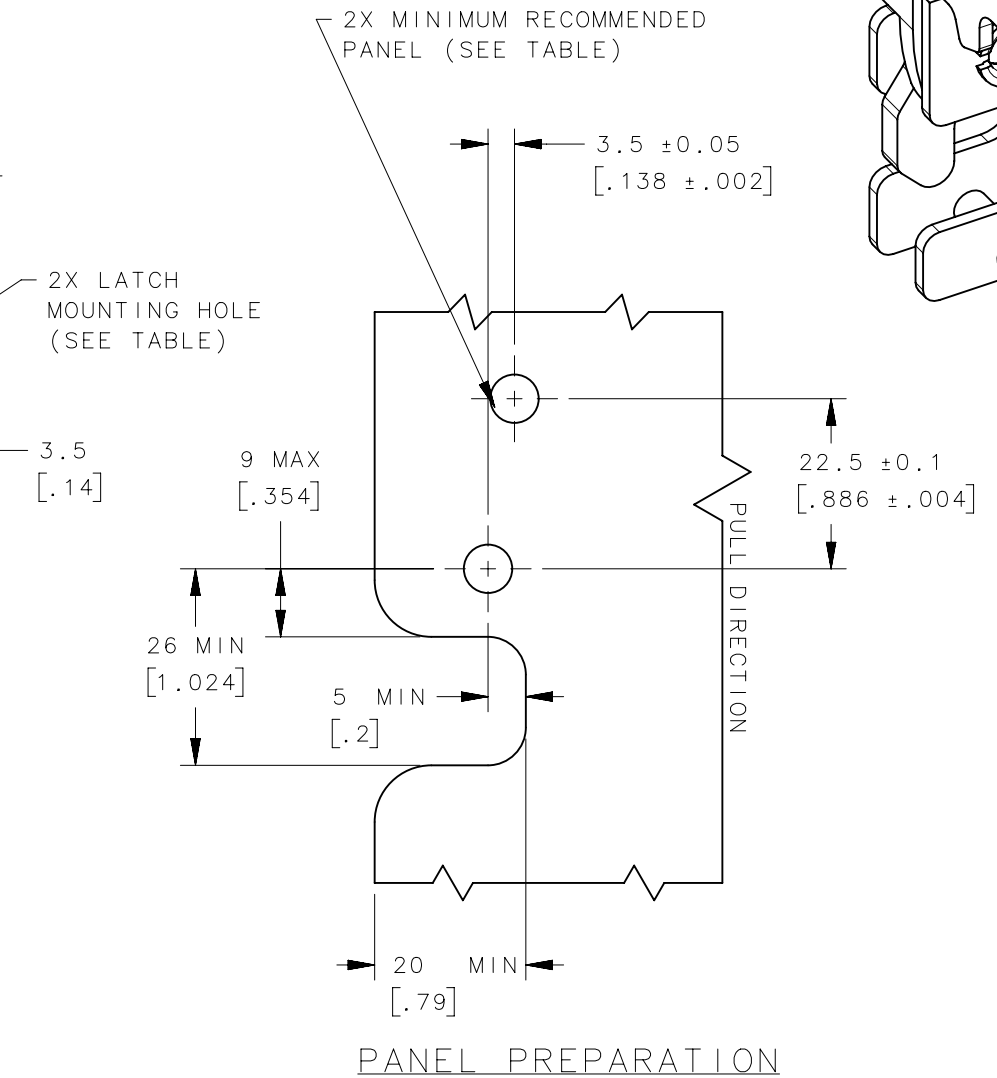 2X MINIMUM RECOMMENDED
PANEL (SEE TABLE)
3.5 ±0.05
[.138 ±.002]
2X LATCH
MOUNTING HOLE
(SEE TABLE)
3.5
[.14]
9 MAX
[.354]
22.5 ±0.1
[.886 ±.004]
PULL DIRECTION
26 MIN
[1.024]
5 MIN
[.2]
20 MIN
[.79]
PANEL PREPARATION